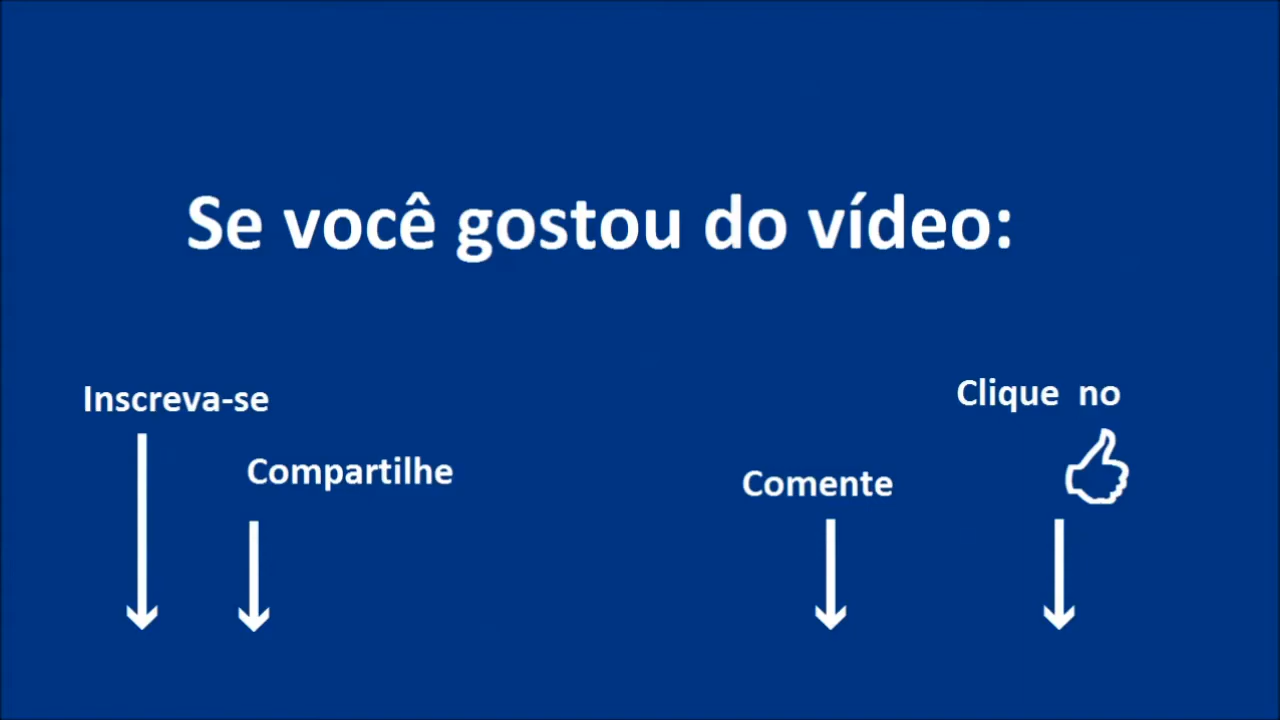 Se você gostou do vídeo:
Inscreva-se
Compartilhe
Comente
Clique no